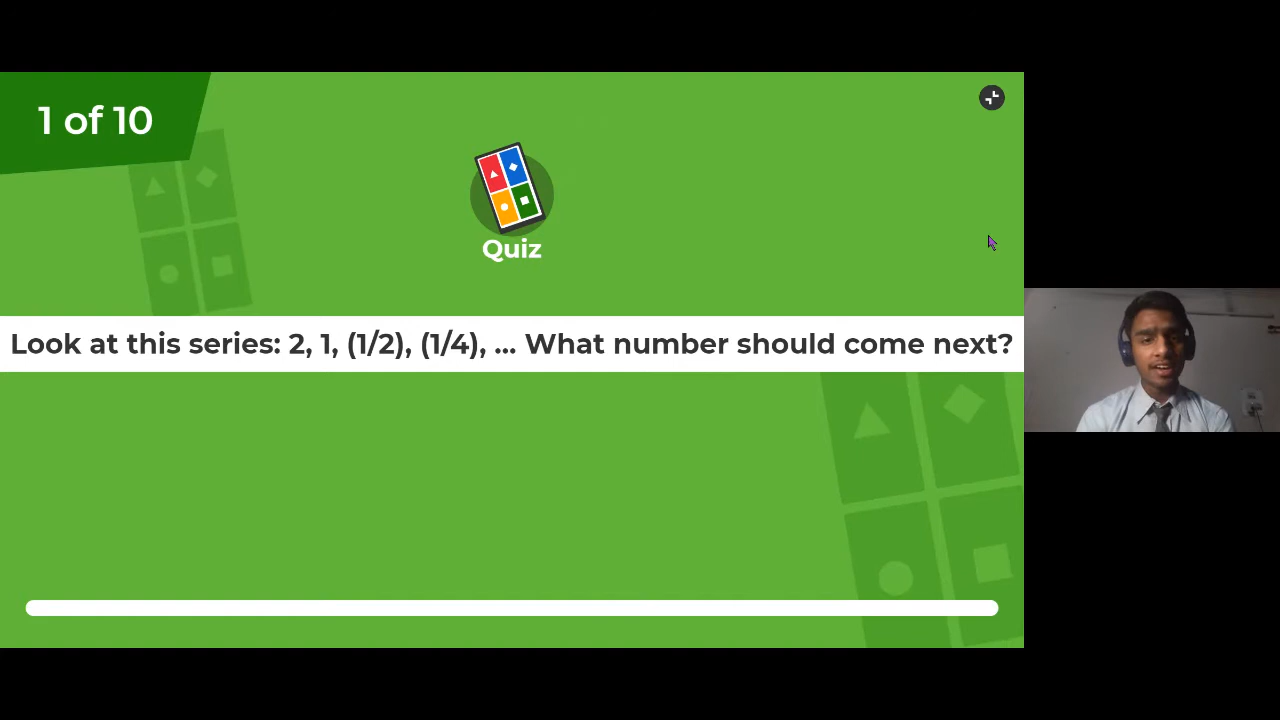 1 of 10
Quiz
Look at this series: 2, 1, (1/2), (1/4), ... What number should come next?